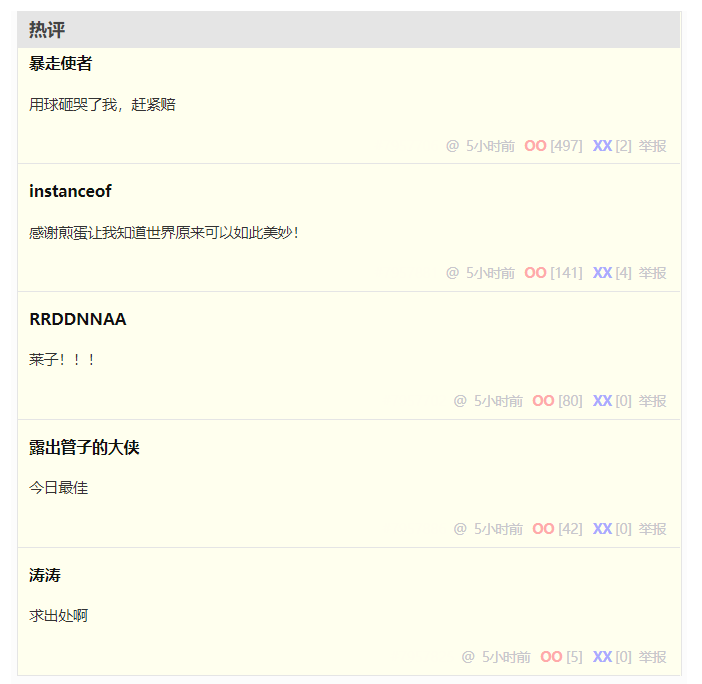 热评
暴走使者
用球砸哭了我，赶紧赔
@ 5小时前 OO [497] XX [2] 举报
instanceof
感谢煎蛋让我知道世界原来可以如此美妙！
@ 5小时前 OO [141] XX [4] 举报
RRDDNNAA
莱子！！！
@ 5小时前 OO [80] XX [0] 举报
露出管子的大侠
今日最佳
@ 5小时前 OO [42] XX [0] 举报
涛涛
求出处啊
@ 5小时前 OO [5] XX [0] 举报